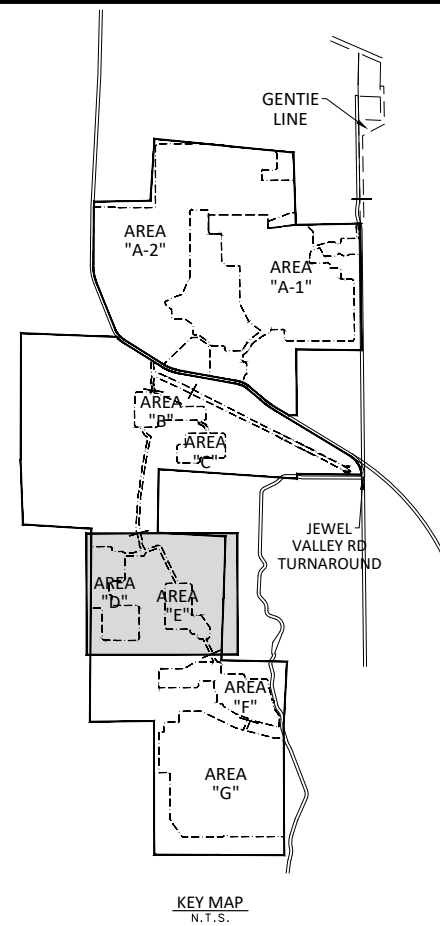 GENTIE
LINE
AREA
"A-2"
AREA
"A-1"
AREA
"B"
AREA
"C"
JEWEL
VALLEY RD
TURNAROUND
AREA
"D"
AREA
"E"
AREA
"F"
AREA
"G"
KEY MAP
N.T.S.